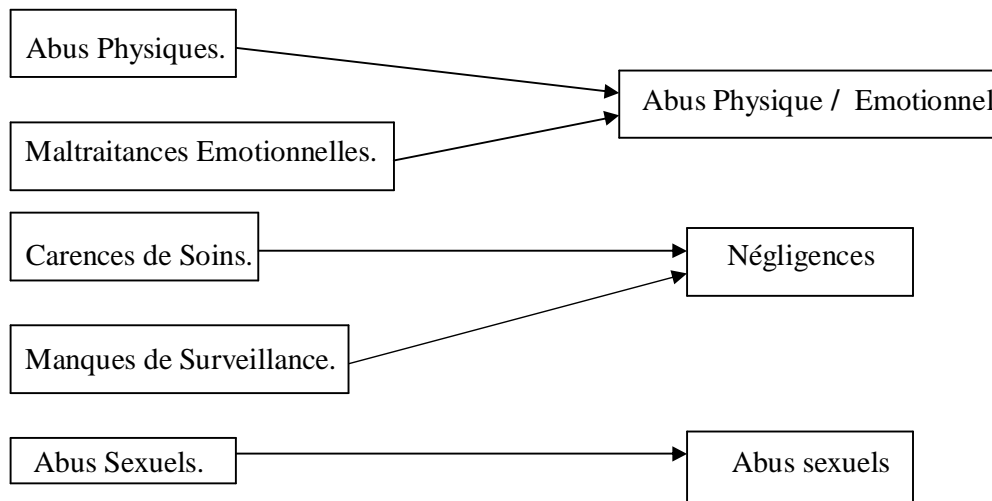 Abus Physiques.
Abus Physique / Emotionnel
Maltraitances Emotionnelles.
Carences de Soins.
Négligences
Manques de Surveillance.
Abus Sexuels.
Abus sexuels